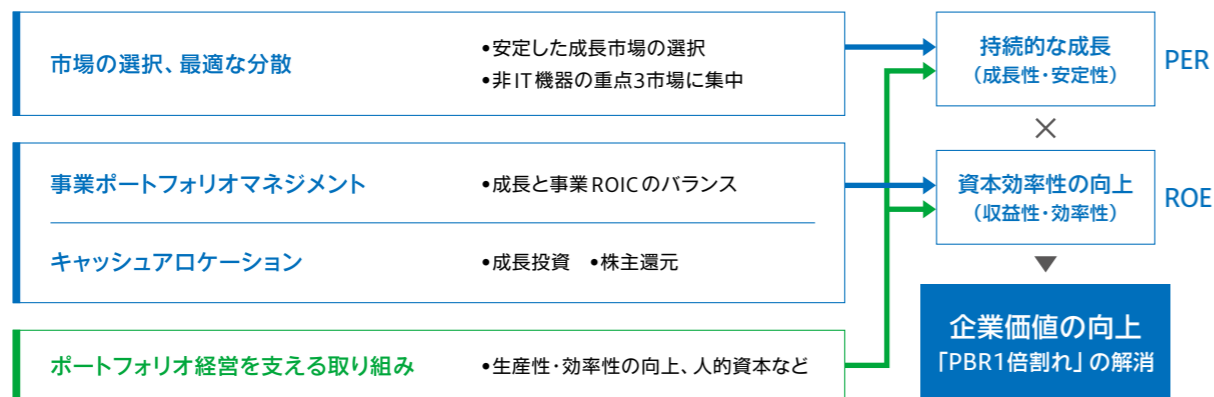 市場の選択、最適な分散
•安定した成長市場の選択
•非IT機器の重点3市場に集中
持続的な成長
（成長性・安定性）
PER
×
事業ポートフォリオマネジメント
•成長と事業ROICのバランス
資本効率性の向上
（収益性・効率性）
ROE
キャッシュアロケーション
•成長投資 •株主還元
企業価値の向上
「PBR1倍割れ」の解消
ポートフォリオ経営を支える取り組み
•生産性・効率性の向上、人的資本など